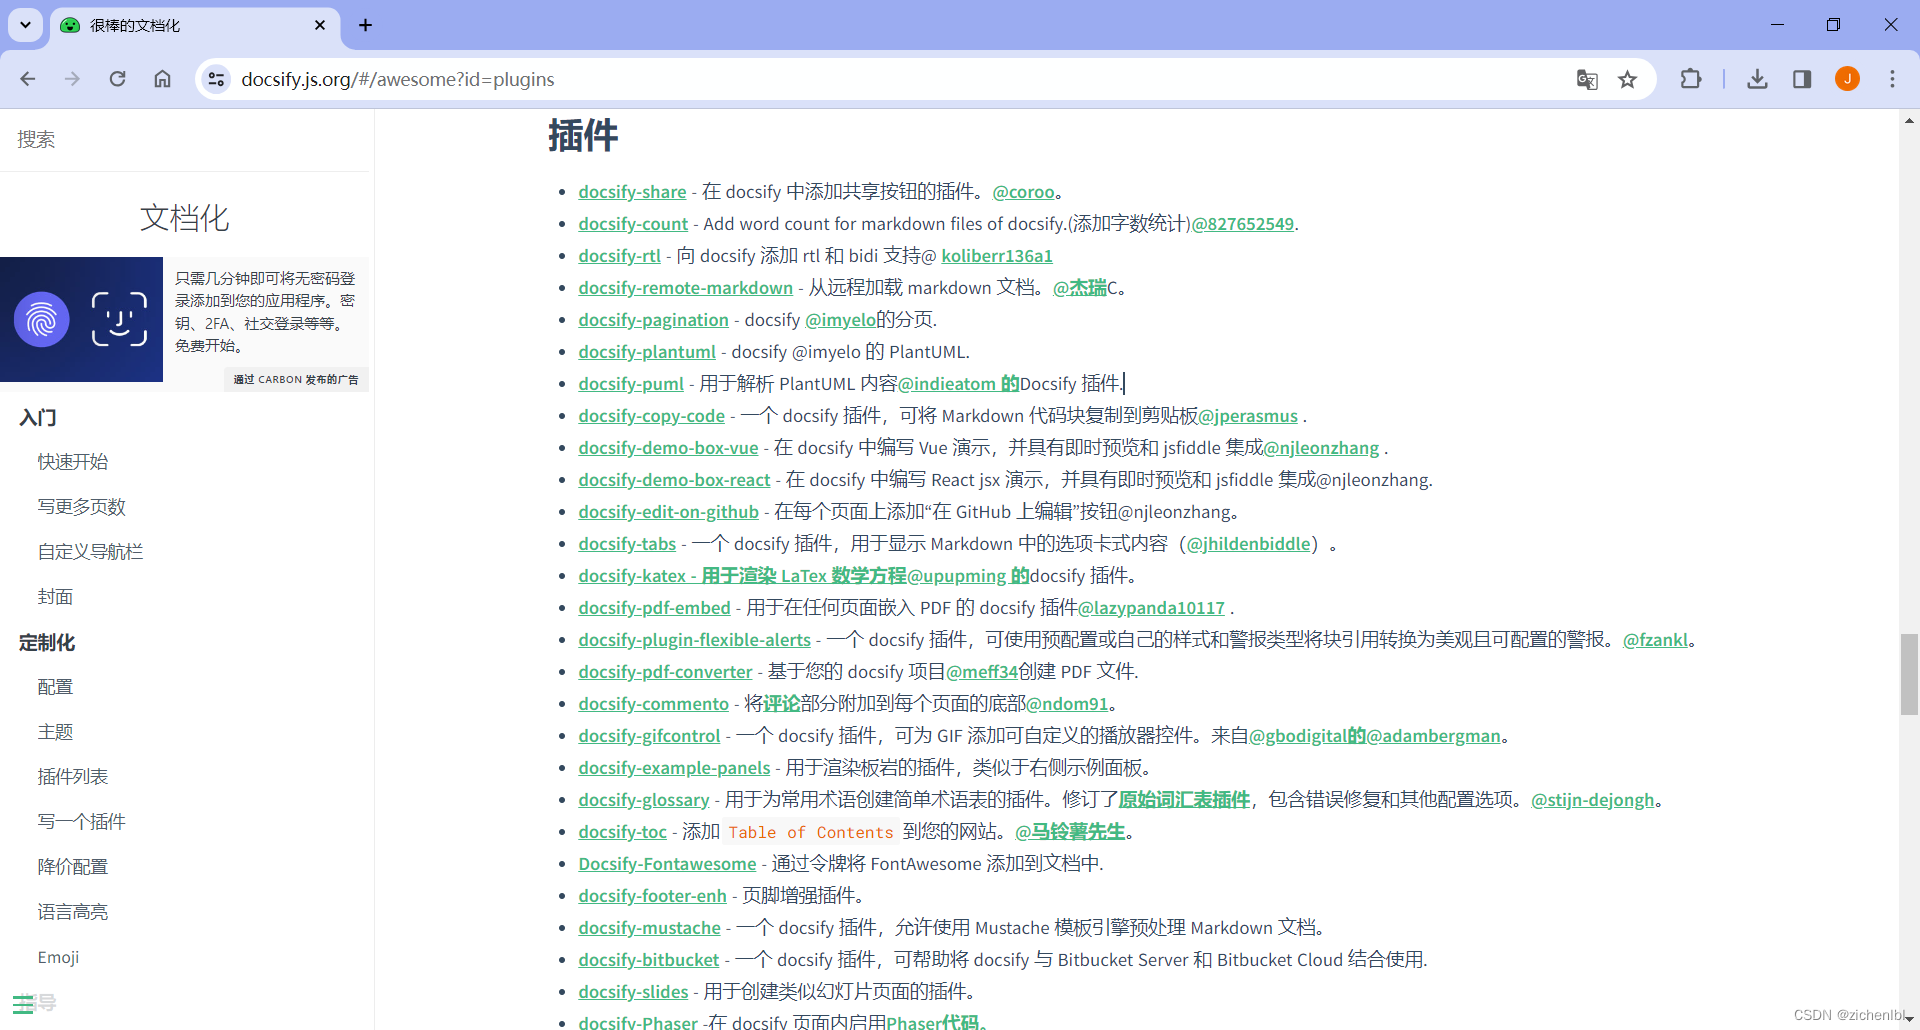 很棒的文档化
docsify.js.org/#/awesome?id=plugins
J
搜索
文档化
只需几分钟即可将无密码登
录添加到您的应用程序。密
钥、2FA、社交登录等等。
免费开始。
通过 CARBON 发布的广告
入门
快速开始
写更多页数
自定义导航栏
封面
定制化
配置
主题
插件列表
写一个插件
降价配置
语言高亮
Emoji
指导
插件
docsify-share - 在 docsify 中添加共享按钮的插件。@coroo。
docsify-count - Add word count for markdown files of docsify.(添加字数统计)@827652549.
docsify-rtl - 向 docsify 添加 rtl 和 bidi 支持@ koliberr136a1
docsify-remote-markdown - 从远程加载 markdown 文档。@杰瑞C。
docsify-pagination - docsify @imyelo的分页.
docsify-plantuml - docsify @imyelo 的 PlantUML.
docsify-puml - 用于解析 PlantUML 内容@indieatom 的Docsify 插件.
docsify-copy-code - 一个 docsify 插件，可将 Markdown 代码块复制到剪贴板@jperasmus .
docsify-demo-box-vue - 在 docsify 中编写 Vue 演示，并具有即时预览和 jsfiddle 集成@njleonzhang .
docsify-demo-box-react - 在 docsify 中编写 React jsx 演示，并具有即时预览和 jsfiddle 集成@njleonzhang.
docsify-edit-on-github - 在每个页面上添加“在 GitHub 上编辑”按钮@njleonzhang。
docsify-tabs - 一个 docsify 插件，用于显示 Markdown 中的选项卡式内容（@jhildenbiddle）。
docsify-katex - 用于渲染 LaTex 数学方程@upupming 的docsify 插件。
docsify-pdf-embed - 用于在任何页面嵌入 PDF 的 docsify 插件@lazypanda10117 .
docsify-plugin-flexible-alerts - 一个 docsify 插件，可使用预配置或自己的样式和警报类型将块引用转换为美观且可配置的警报。@fzankl。
docsify-pdf-converter - 基于您的 docsify 项目@meff34创建 PDF 文件.
docsify-commento - 将评论部分附加到每个页面的底部@ndom91。
docsify-gifcontrol - 一个 docsify 插件，可为 GIF 添加可自定义的播放器控件。来自@gbodigital的@adambergman。
docsify-example-panels - 用于渲染板岩的插件，类似于右侧示例面板。
docsify-glossary - 用于为常用术语创建简单术语表的插件。修订了原始词汇表插件，包含错误修复和其他配置选项。@stijn-dejongh。
docsify-toc - 添加 Table of Contents 到您的网站。@马铃薯先生。
Docsify-Fontawesome - 通过令牌将 FontAwesome 添加到文档中.
docsify-footer-enh - 页脚增强插件。
docsify-mustache - 一个 docsify 插件，允许使用 Mustache 模板引擎预处理 Markdown 文档。
docsify-bitbucket - 一个 docsify 插件，可帮助将 docsify 与 Bitbucket Server 和 Bitbucket Cloud 结合使用.
docsify-slides - 用于创建类似幻灯片页面的插件。
docsify-Phaser -在 docsify 页面内启用Phaser代码。
CSDN @zichenlbl